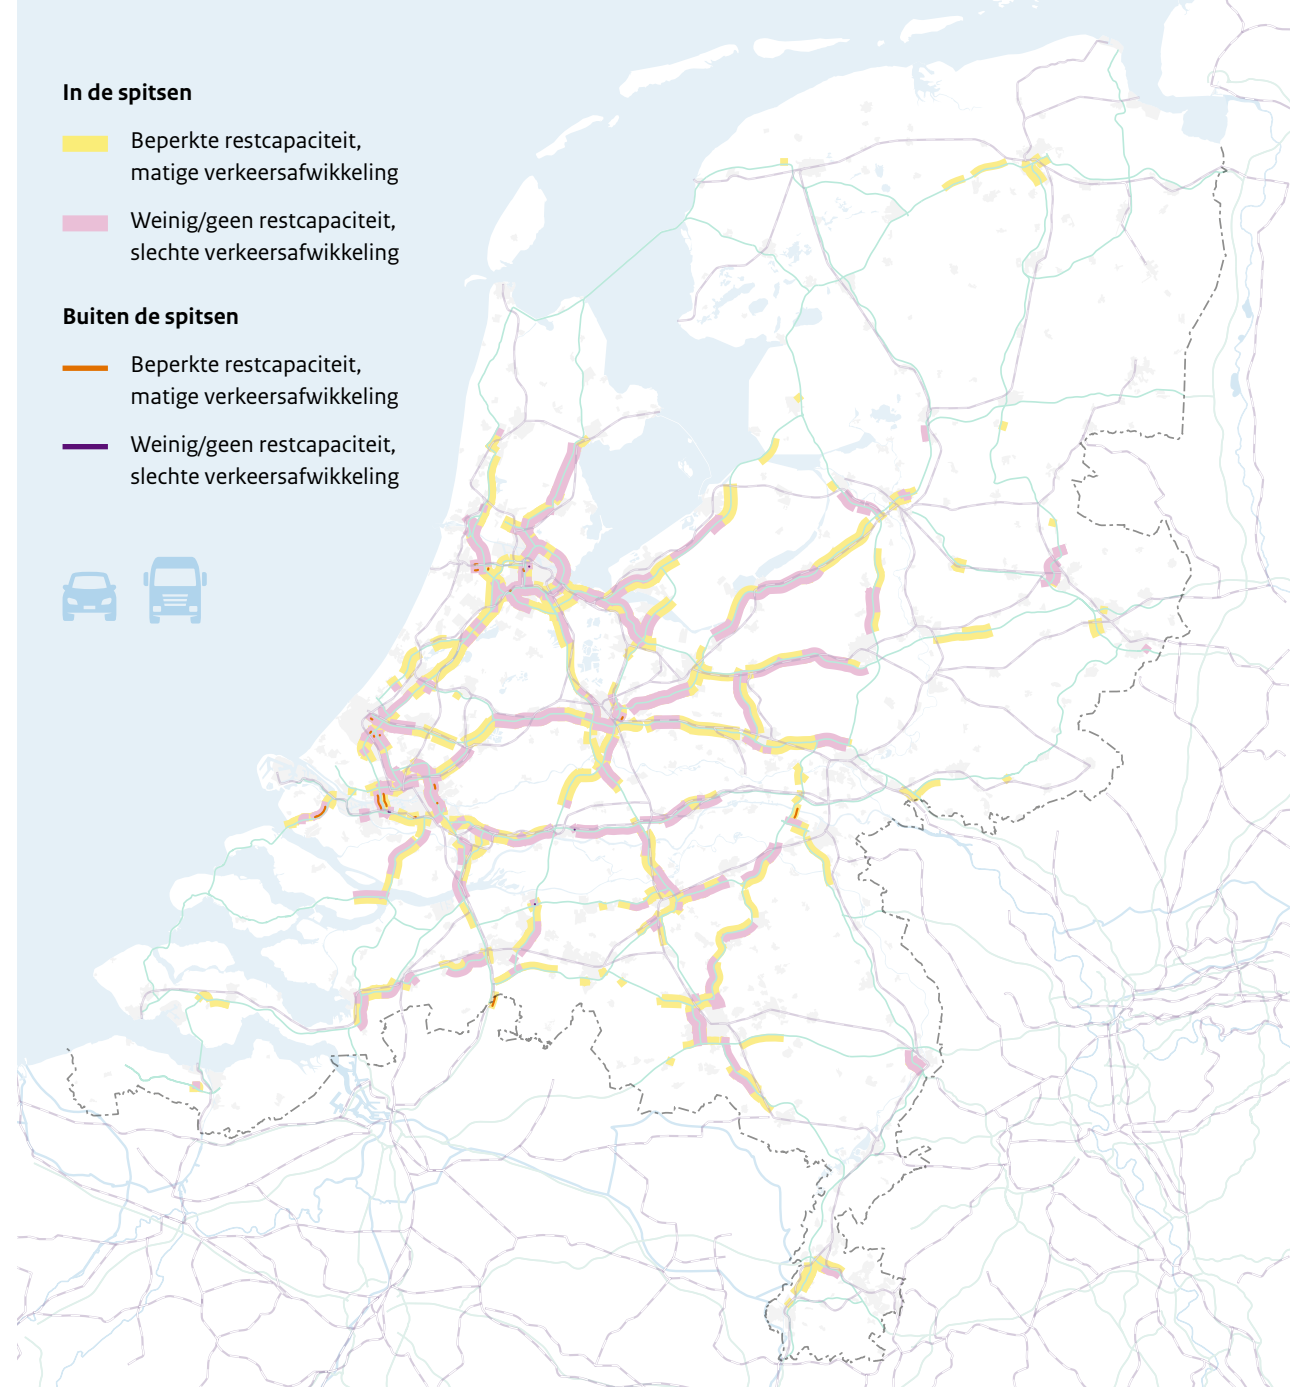 In de spitsen
Beperkte restcapaciteit,
matige verkeersafwikkeling
Weinig/geen restcapaciteit,
slechte verkeersafwikkeling
Buiten de spitsen
Beperkte restcapaciteit,
matige verkeersafwikkeling
Weinig/geen restcapaciteit,
slechte verkeersafwikkeling